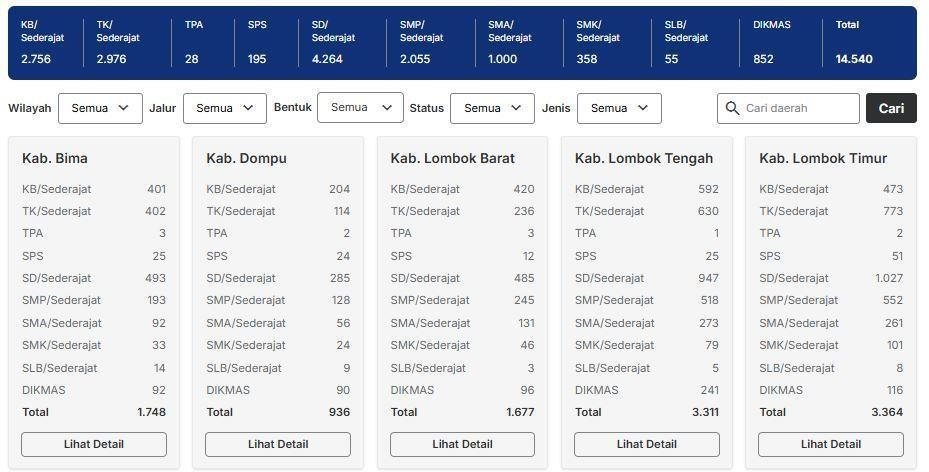 KB/
Sederajat
2.756
TK/
Sederajat
2.976
TPA
28
SPS
195
SD/
Sederajat
4.264
SMP/
Sederajat
2.055
SMA/
Sederajat
1.000
SMK/
Sederajat
358
SLB/
Sederajat
55
DIKMAS
852
Total
14.540
Wilayah Semua Jalur Semua Bentuk Semua Status Semua Jenis Semua Cari daerah Cari
Kab. Bima
KB/Sederajat 401
TK/Sederajat 402
TPA 3
SPS 25
SD/Sederajat 493
SMP/Sederajat 193
SMA/Sederajat 92
SMK/Sederajat 33
SLB/Sederajat 14
DIKMAS 92
Total 1.748
Lihat Detail
Kab. Dompu
KB/Sederajat 204
TK/Sederajat 114
TPA 2
SPS 24
SD/Sederajat 285
SMP/Sederajat 128
SMA/Sederajat 56
SMK/Sederajat 24
SLB/Sederajat 9
DIKMAS 90
Total 936
Lihat Detail
Kab. Lombok Barat
KB/Sederajat 420
TK/Sederajat 236
TPA 3
SPS 12
SD/Sederajat 485
SMP/Sederajat 245
SMA/Sederajat 131
SMK/Sederajat 46
SLB/Sederajat 3
DIKMAS 96
Total 1.677
Lihat Detail
Kab. Lombok Tengah
KB/Sederajat 592
TK/Sederajat 630
TPA 1
SPS 25
SD/Sederajat 947
SMP/Sederajat 518
SMA/Sederajat 273
SMK/Sederajat 79
SLB/Sederajat 5
DIKMAS 241
Total 3.311
Lihat Detail
Kab. Lombok Timur
KB/Sederajat 473
TK/Sederajat 773
TPA 2
SPS 51
SD/Sederajat 1.027
SMP/Sederajat 552
SMA/Sederajat 261
SMK/Sederajat 101
SLB/Sederajat 8
DIKMAS 116
Total 3.364
Lihat Detail